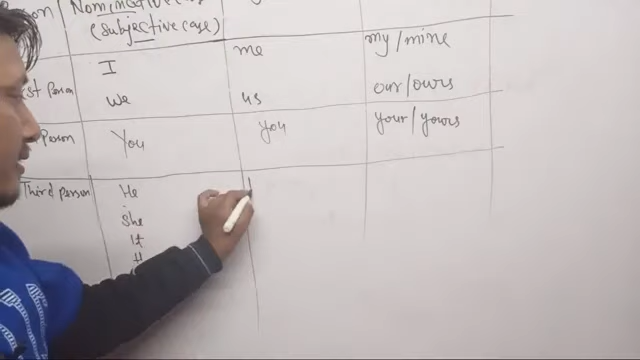 Person Nominative case
(Subjective case)
st Person I me my/mine
we us our/ours
Person You you your/yours
Third person He
she
It